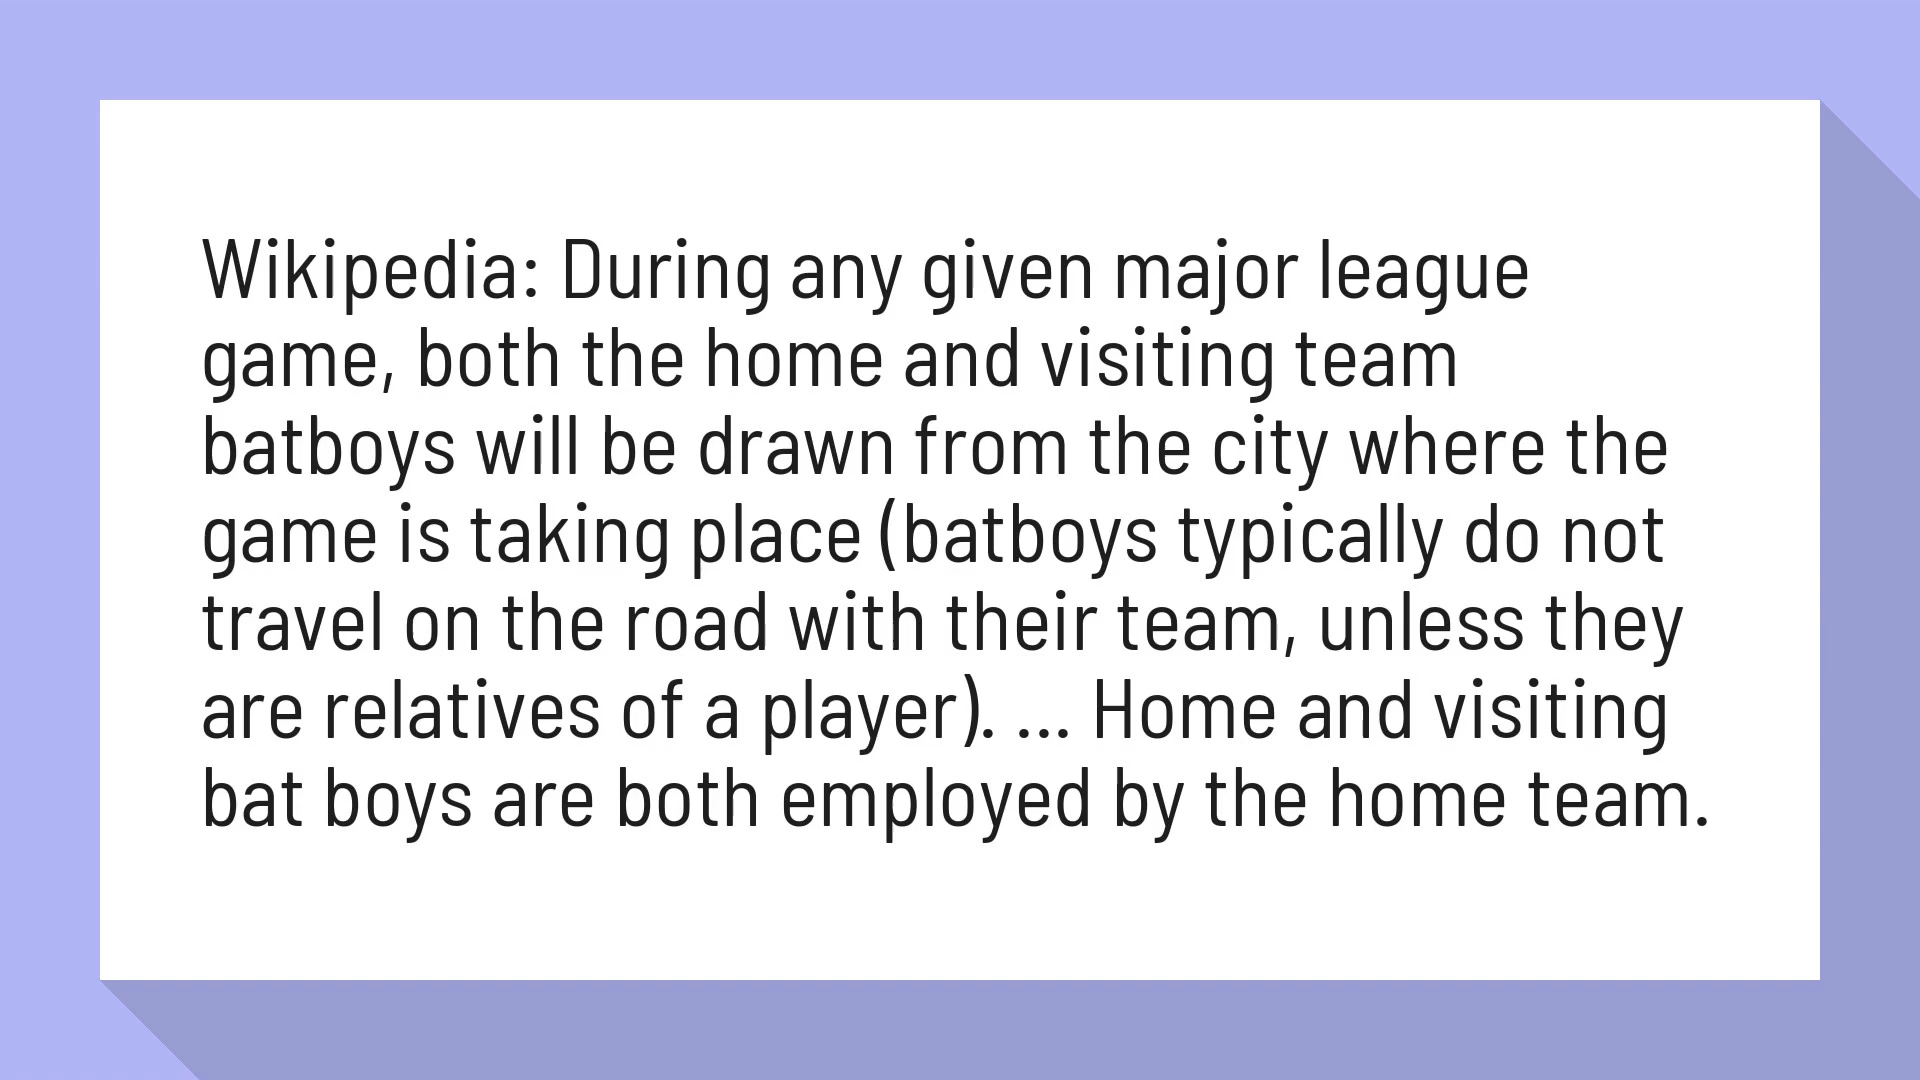 Wikipedia: During any given major league
game, both the home and visiting team
batboys will be drawn from the city where the
game is taking place (batboys typically do not
travel on the road with their team, unless they
are relatives of a player). ... Home and visiting
bat boys are both employed by the home team.